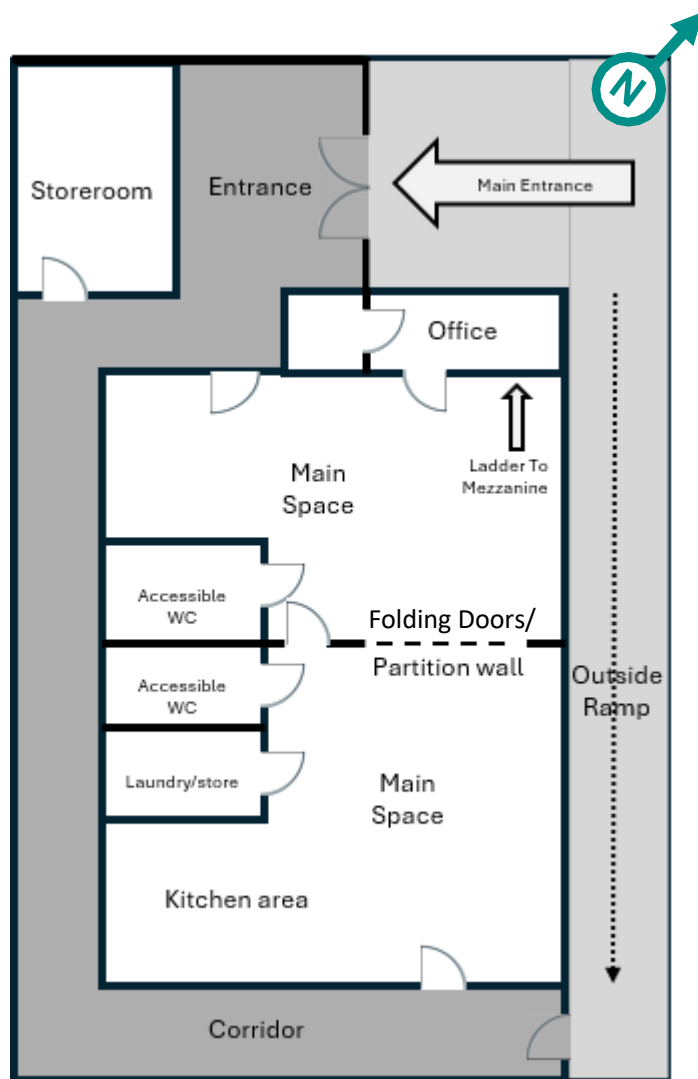 N
Storeroom
Entrance
Main Entrance
Office
Main
Space
Ladder To
Mezzanine
Accessible
WC
Folding Doors/
Partition wall
Accessible
WC
Outside
Ramp
Laundry/store
Main
Space
Kitchen area
Corridor